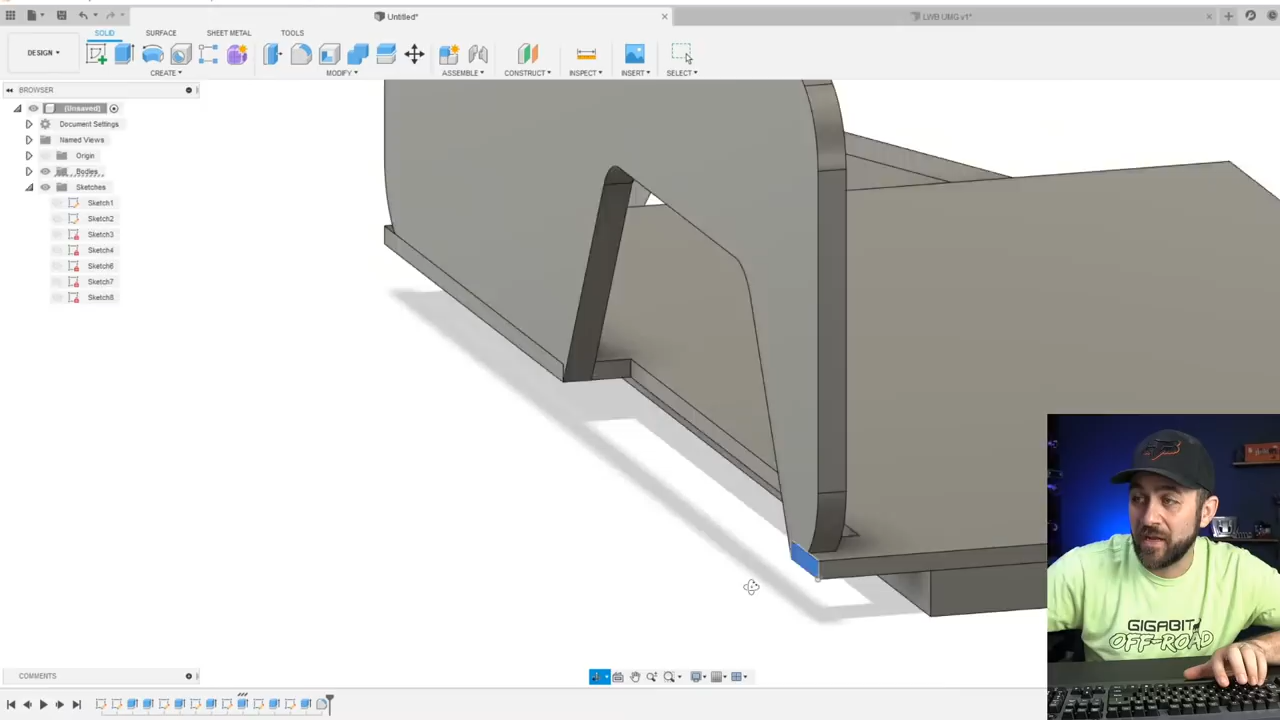 Untitled*
LWB UMG v1*
SOLID SURFACE SHEET METAL TOOLS
DESIGN
CREATE MODIFY ASSEMBLE CONSTRUCT INSPECT INSERT SELECT
BROWSER
(Unsaved)
Document Settings
Named Views
Origin
Bodies
Sketches
Sketch1
Sketch2
Sketch3
Sketch4
Sketch6
Sketch7
Sketch8
GIGABIT
OFF-ROAD
COMMENTS